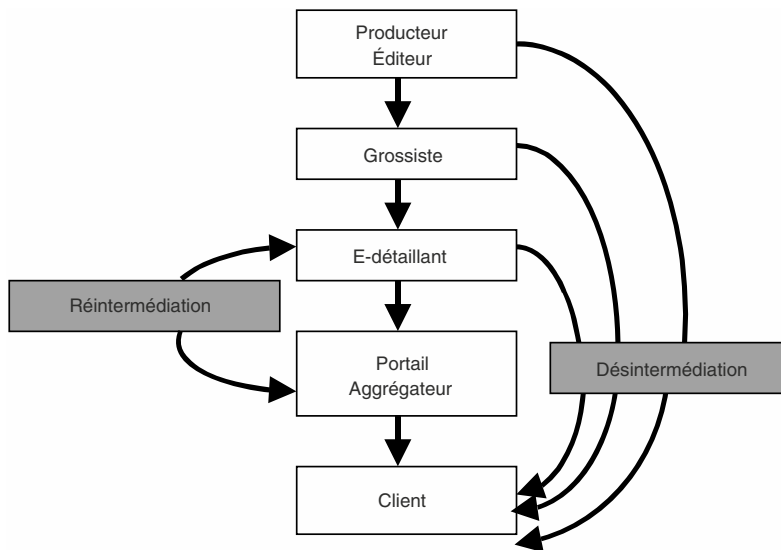 Producteur
Éditeur
Grossiste
E-détaillant
Réintermédiation
Portail
Aggrégateur
Désintermédiation
Client